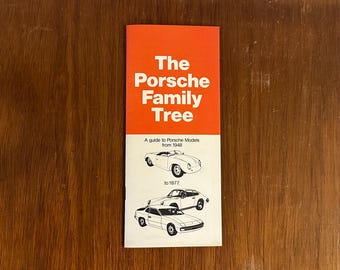 The
Porsche
Family
Tree
A guide to Porsche Models
from 1948
to 1977.